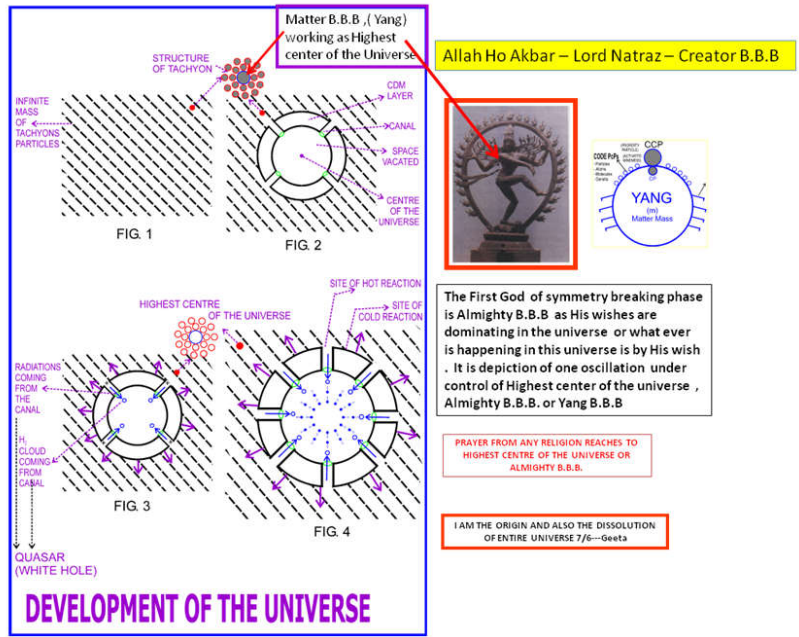 Matter B.B.B ,( Yang)
working as Highest
center of the Universe
Allah Ho Akbar – Lord Natraz – Creator B.B.B
STRUCTURE
OF TACHYON
INFINITE
MASS
OF
TACHYONS
PARTICLES
CDM
LAYER
CANAL
SPACE
VACATED
CENTRE
OF THE
UNIVERSE
FIG. 1
FIG. 2
CCP
CODE PcPs
CP
YANG
(m)
Matter Mass
SITE OF HOT REACTION
HIGHEST CENTRE
OF THE UNIVERSE
SITE OF
COLD REACTION
RADIATIONS
COMING
FROM
THE
CANAL
H₂
CLOUD
COMING
FROM
CANAL
FIG. 3
FIG. 4
QUASAR
(WHITE HOLE)
DEVELOPMENT OF THE UNIVERSE
The First God of symmetry breaking phase
is Almighty B.B.B as His wishes are
dominating in the universe or what ever
is happening in this universe is by His wish
. It is depiction of one oscillation under
control of Highest center of the universe ,
Almighty B.B.B. or Yang B.B.B
PRAYER FROM ANY RELIGION REACHES TO
HIGHEST CENTRE OF THE UNIVERSE OR
ALMIGHTY B.B.B.
I AM THE ORIGIN AND ALSO THE DISSOLUTION
OF ENTIRE UNIVERSE 7/6---Geeta